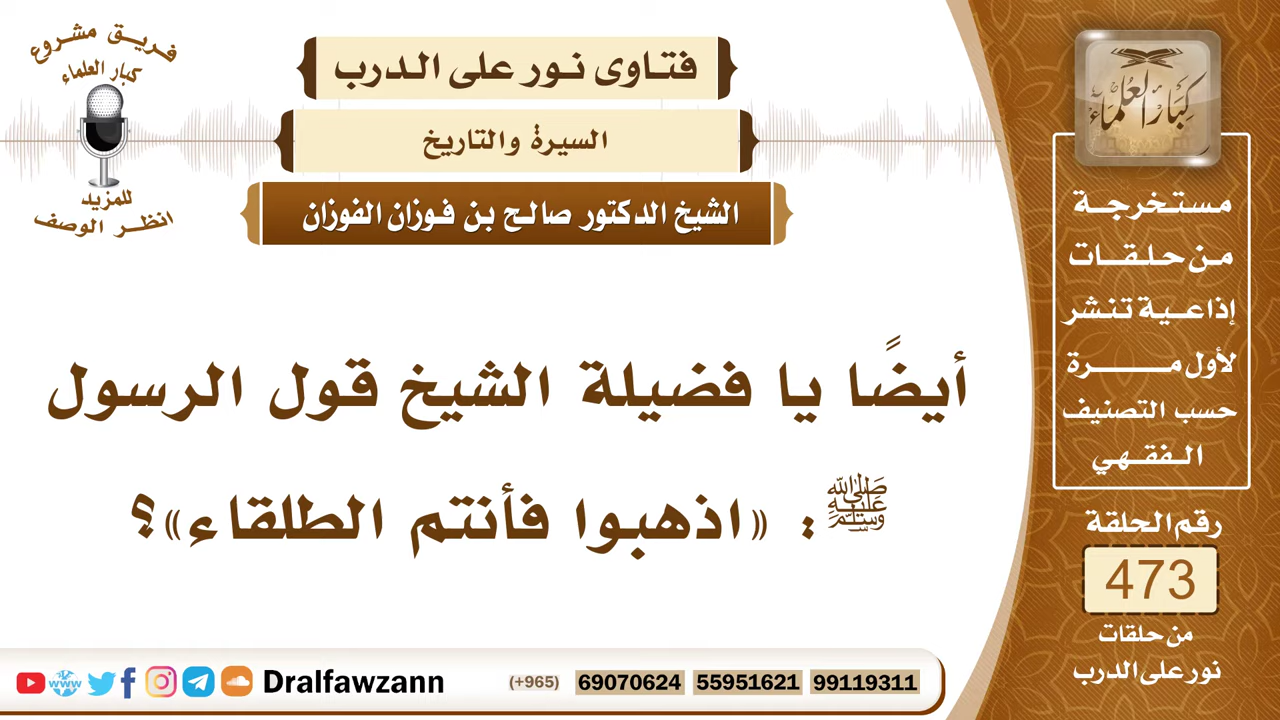 فريق مشروع
كبار العلماء
للمزيد
انظر الوصف
فتاوى نور على الدرب
السيرة والتاريخ
الشيخ الدكتور صالح بن فوزان الفوزان
أيضًا يا فضيلة الشيخ قول الرسول
ﷺ: «اذهبوا فأنتم الطلقاء»؟
كبار العلماء
مستخرجة
من حلقات
إذاعية تنشر
لأول مرة
حسب التصنيف
الفقهي
رقم الحلقة
473
من حلقات
نور على الدرب
www Dralfawzann (+965) 69070624 55951621 99119311